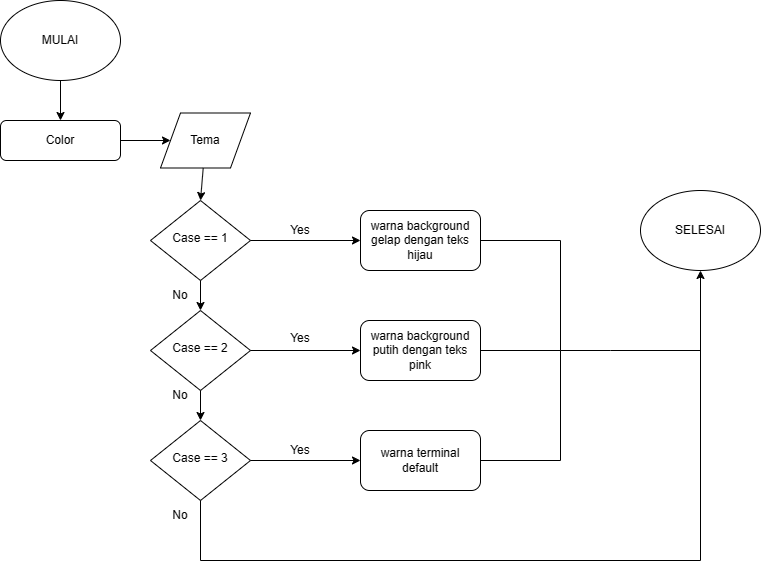 MULAI
Color
Tema
Case == 1
Yes
warna background
gelap dengan teks
hijau
SELESAI
No
Case == 2
Yes
warna background
putih dengan teks
pink
No
Case == 3
Yes
warna terminal
default
No